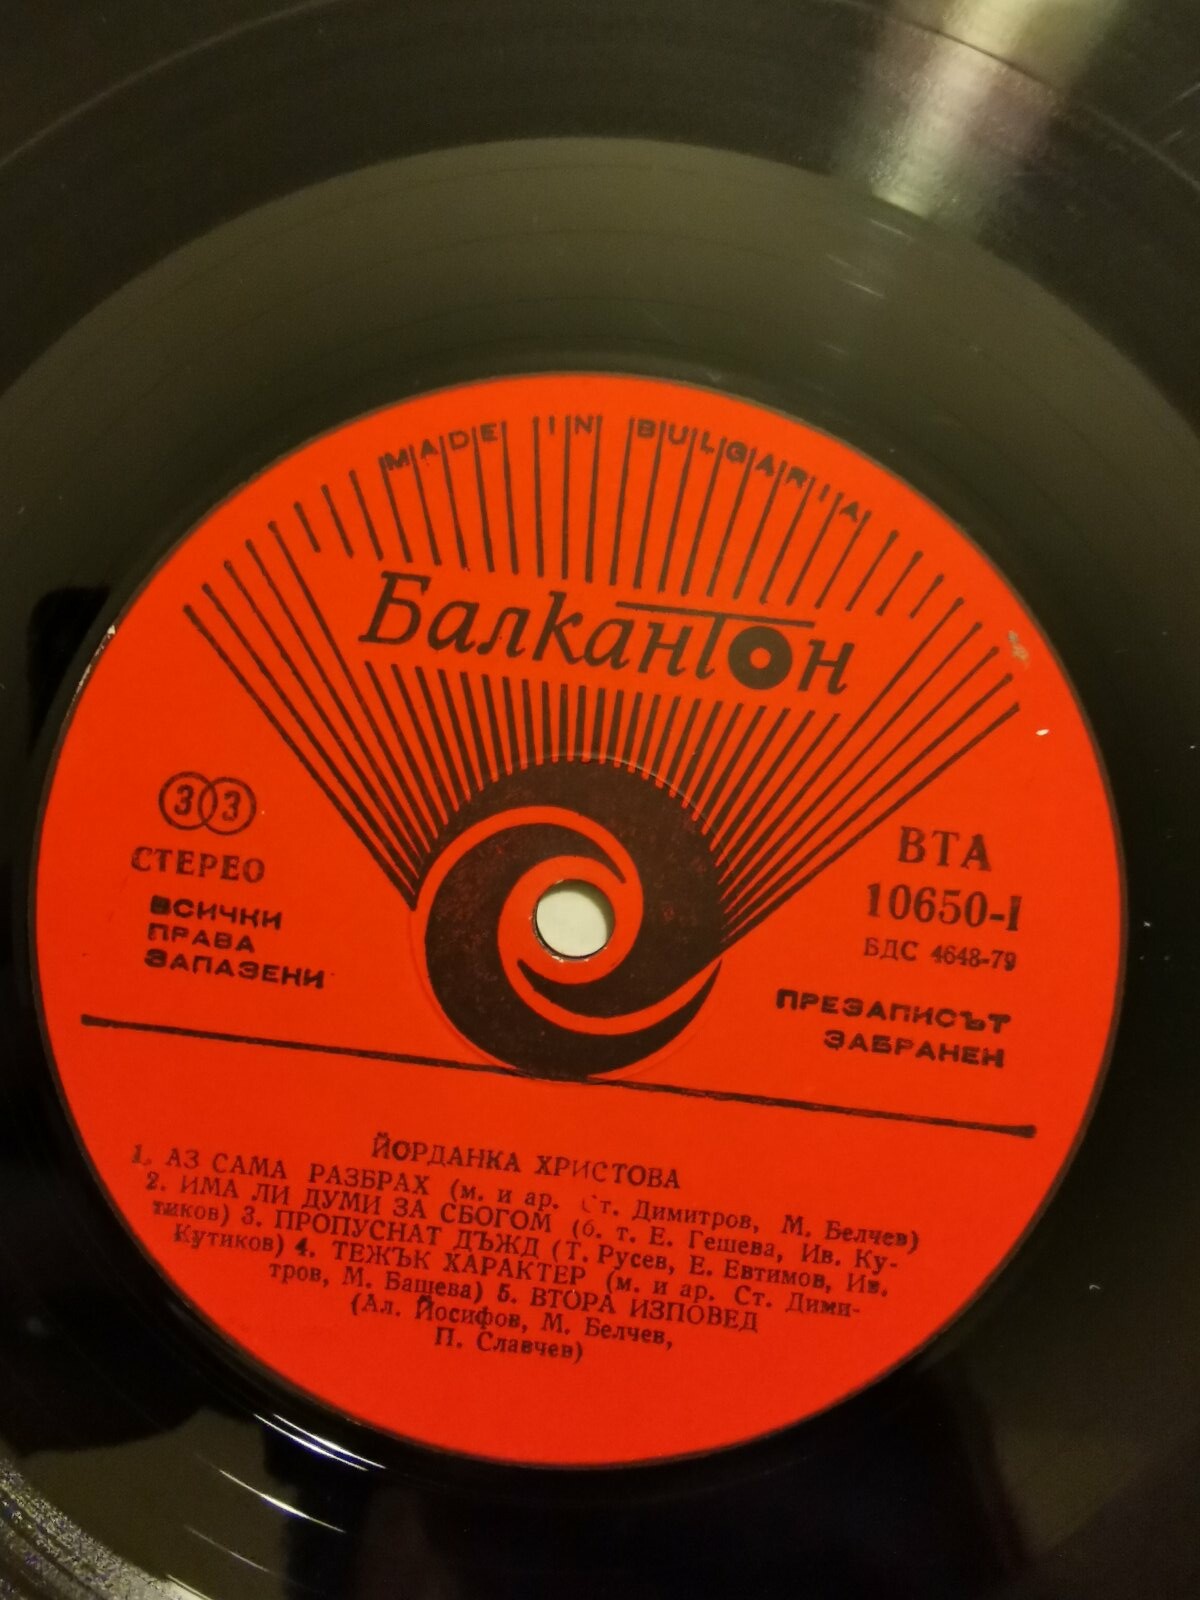 MADE IN BULGARIA
Балкантон
33
СТЕРЕО
ВСИЧКИ
ПРАВА
ЗАПАЗЕНИ
ВТА
10650-I
БДС 4648-79
ПРЕЗАПИСЪТ
ЗАБРАНЕН
ЙОРДАНКА ХРИСТОВА
1. АЗ САМА РАЗБРАХ (м. и ар. Ст. Димитров, М. Белчев)
2. ИМА ЛИ ДУМИ ЗА СБОГОМ (б. т. Е. Гешева, Ив. Ку-
тиков) 3. ПРОПУСНАТ ДЪЖД (Т. Русев, Е. Евтимов, Ив.
Кутиков) 4. ТЕЖЪК ХАРАКТЕР (м. и ар. Ст. Дими-
тров, М. Башева) 5. ВТОРА ИЗПОВЕД
(Ал. Йосифов, М. Белчев,
П. Славчев)